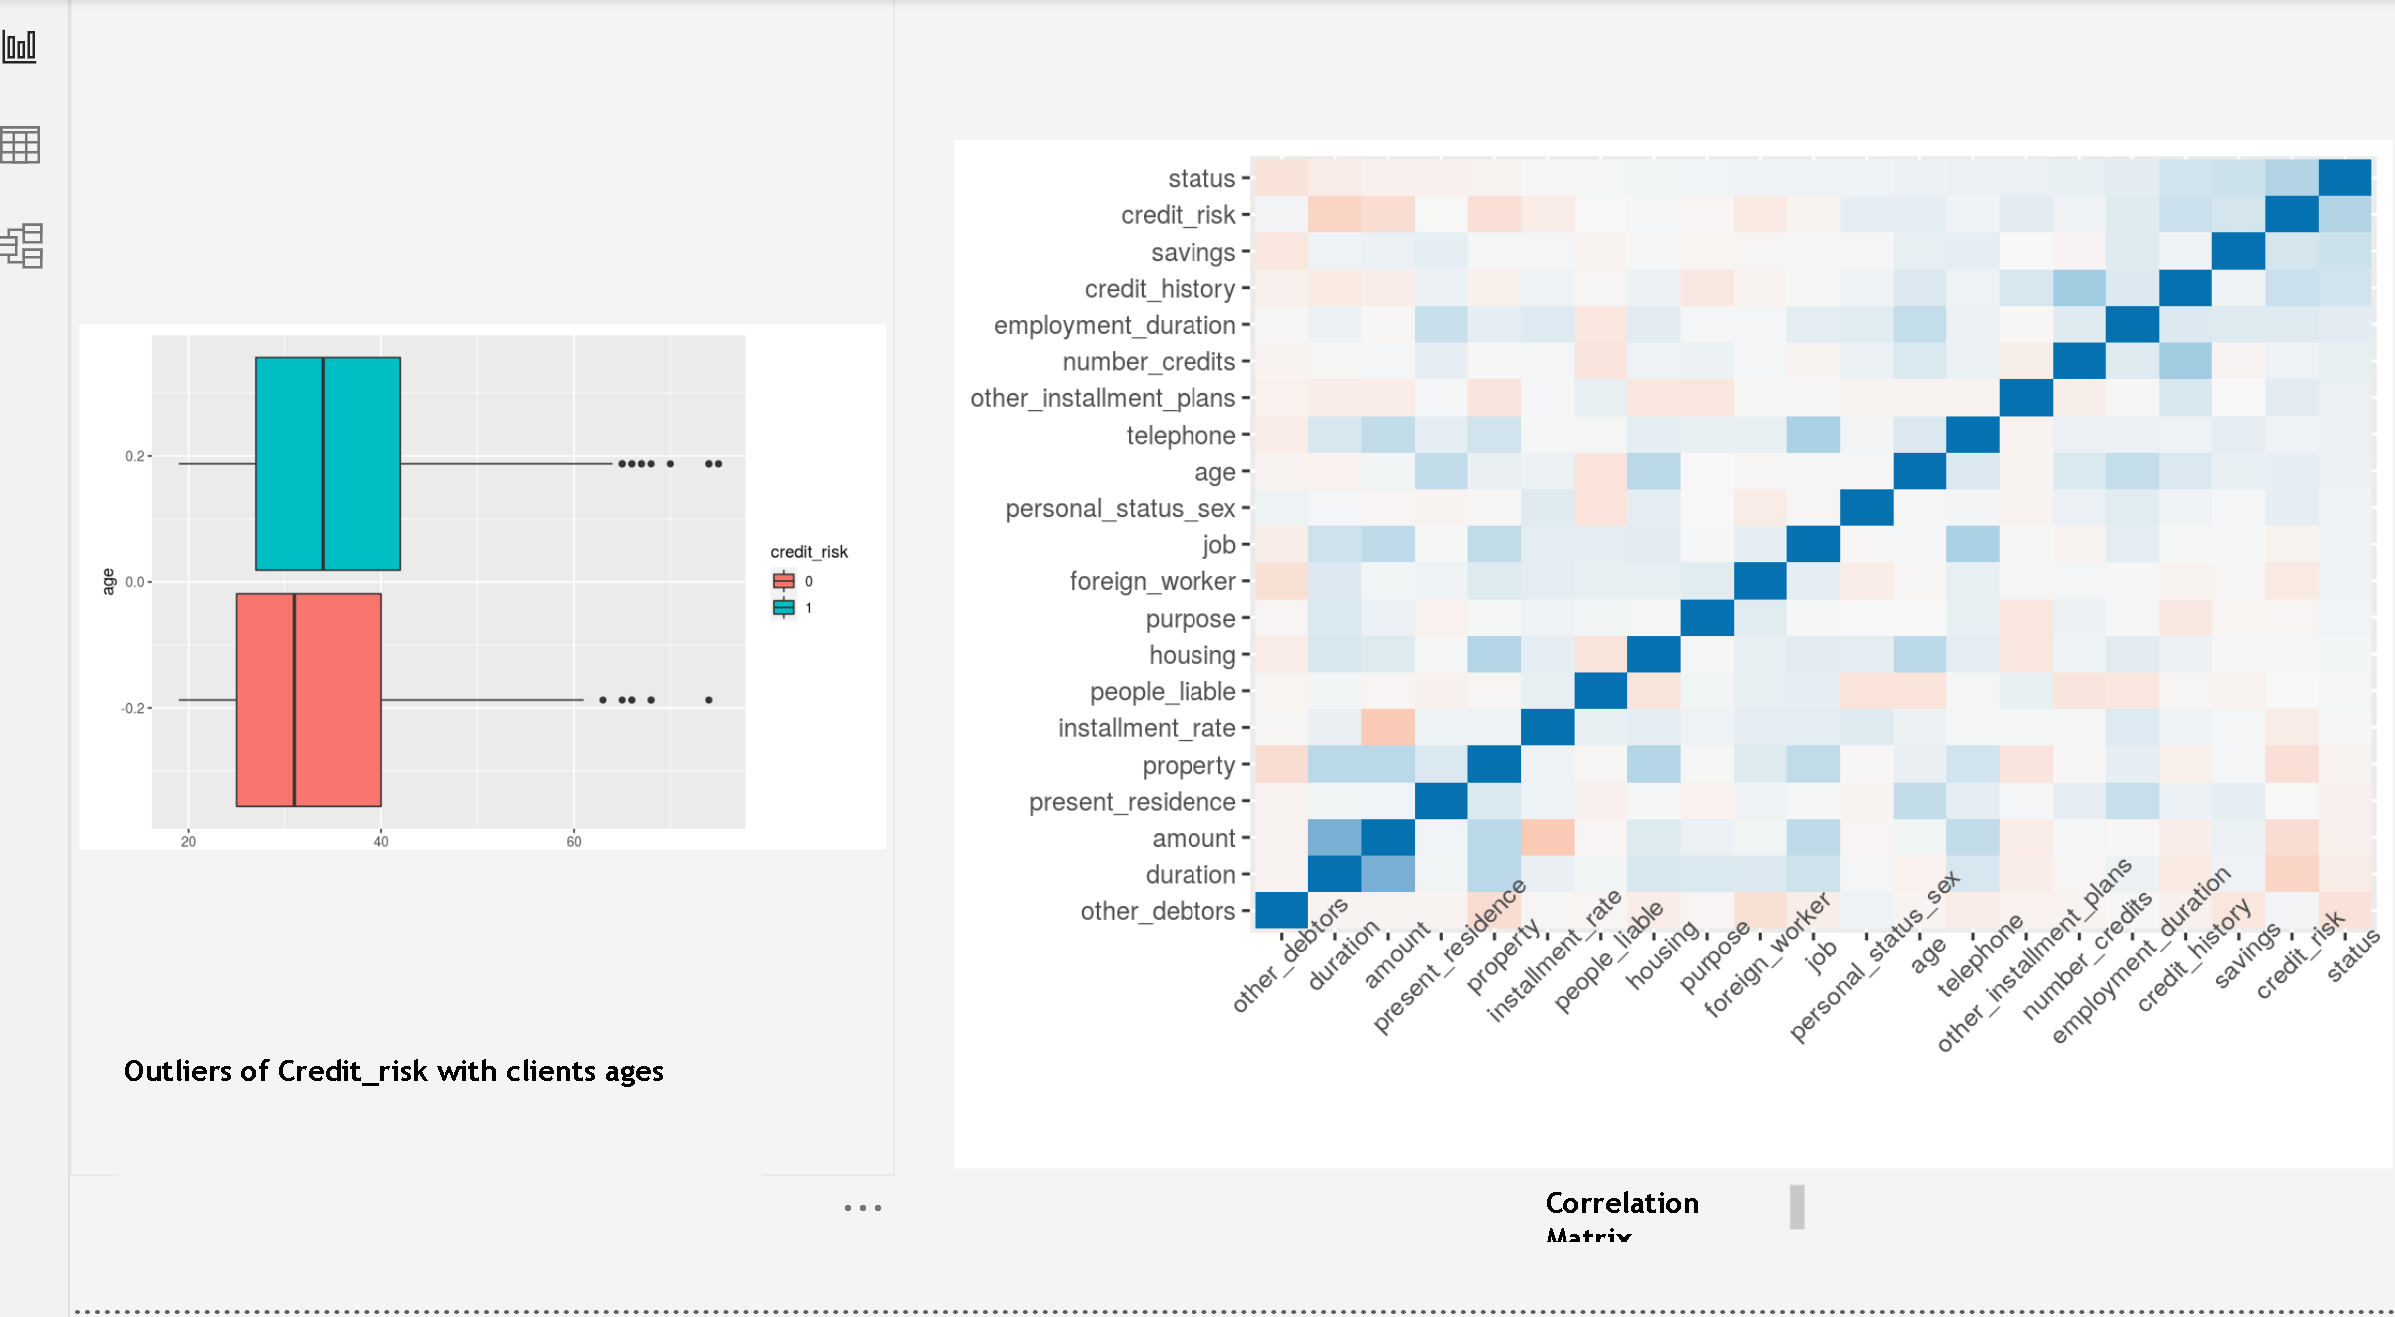 0.2
0.0
-0.2
age
20
40
60
credit_risk
0
1
Outliers of Credit_risk with clients ages
status
credit_risk
savings
credit_history
employment_duration
number_credits
other_installment_plans
telephone
age
personal_status_sex
job
foreign_worker
purpose
housing
people_liable
installment_rate
property
present_residence
amount
duration
other_debtors
other_debtors
duration
amount
present_residence
property
installment_rate
people_liable
housing
purpose
foreign_worker
job
personal_status_sex
age
telephone
other_installment_plans
number_credits
employment_duration
credit_history
savings
credit_risk
status
Correlation
Matrix